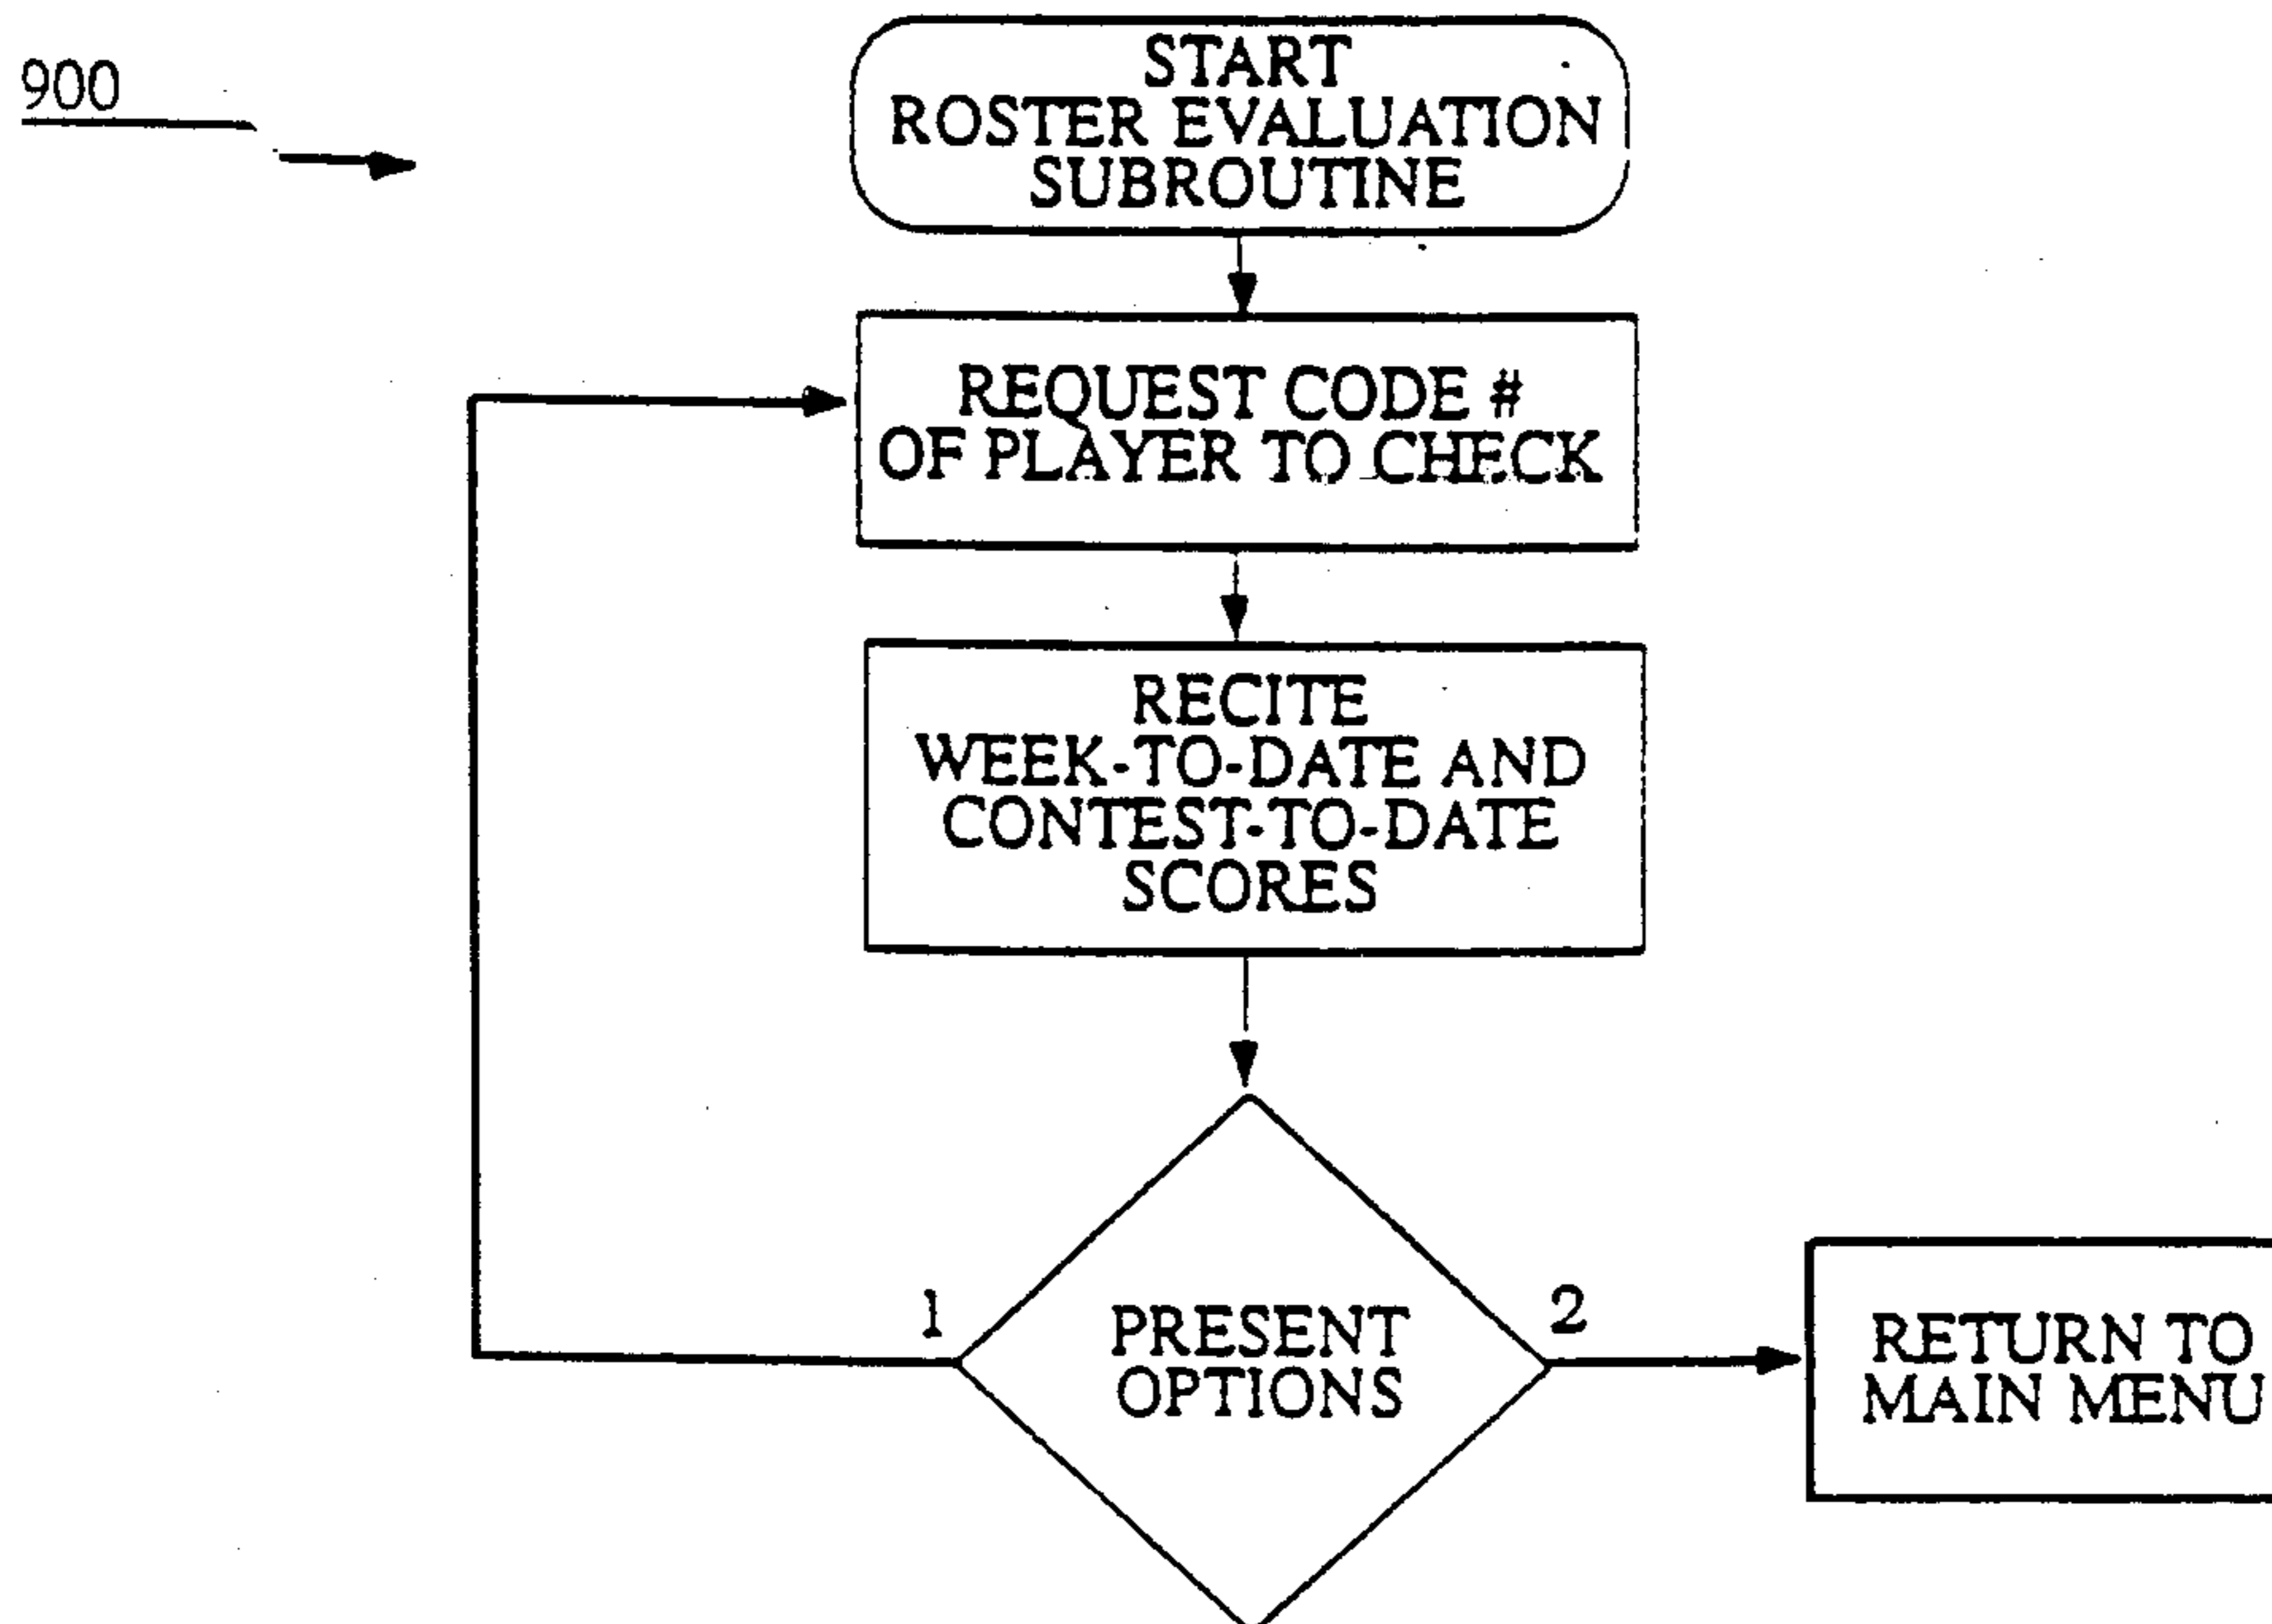 900
START
ROSTER EVALUATION
SUBROUTINE
REQUEST CODE #
OF PLAYER TO CHECK
RECITE
WEEK-TO-DATE AND
CONTEST-TO-DATE
SCORES
1
PRESENT
OPTIONS
2
RETURN TO
MAIN MENU